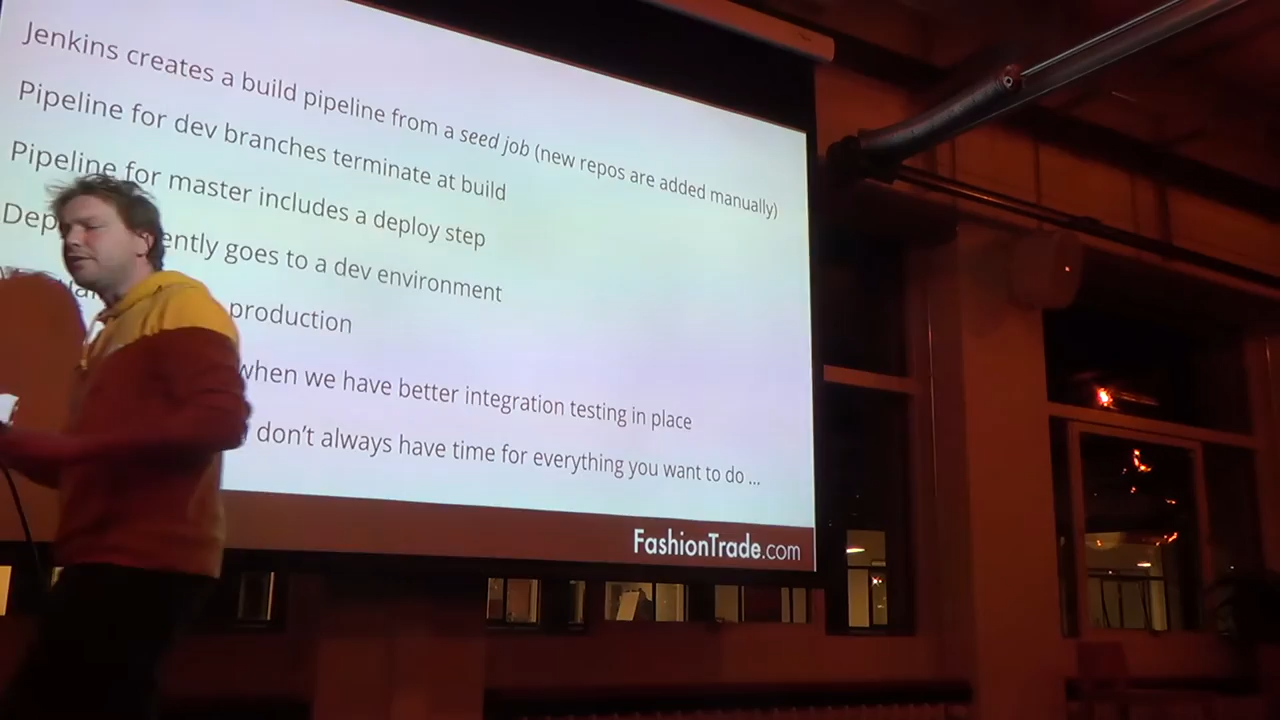 Jenkins creates a build pipeline from a seed job (new repos are added manually)
Pipeline for dev branches terminate at build
Pipeline for master includes a deploy step
goes to a dev environment
production
when we have better integration testing in place
don't always have time for everything you want to do ...
FashionTrade.com